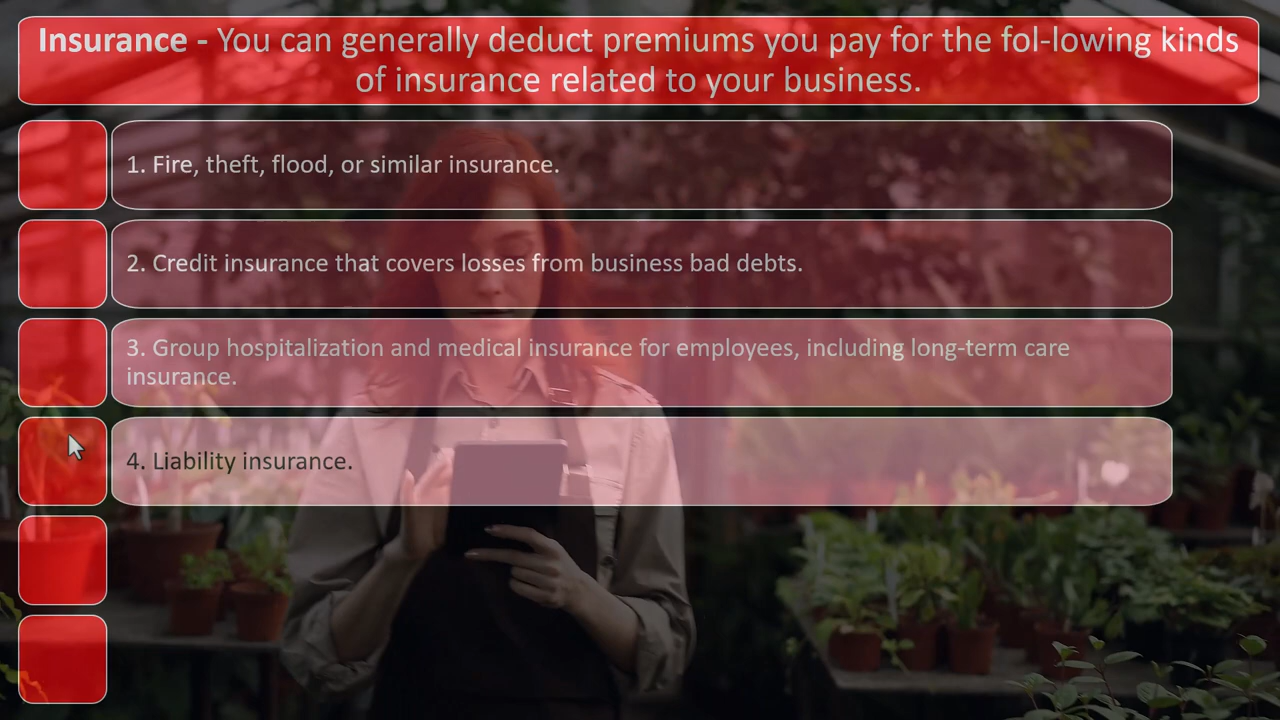 Insurance - You can generally deduct premiums you pay for the fol-lowing kinds
of insurance related to your business.
1. Fire, theft, flood, or similar insurance.
2. Credit insurance that covers losses from business bad debts.
3. Group hospitalization and medical insurance for employees, including long-term care
insurance.
4. Liability insurance.